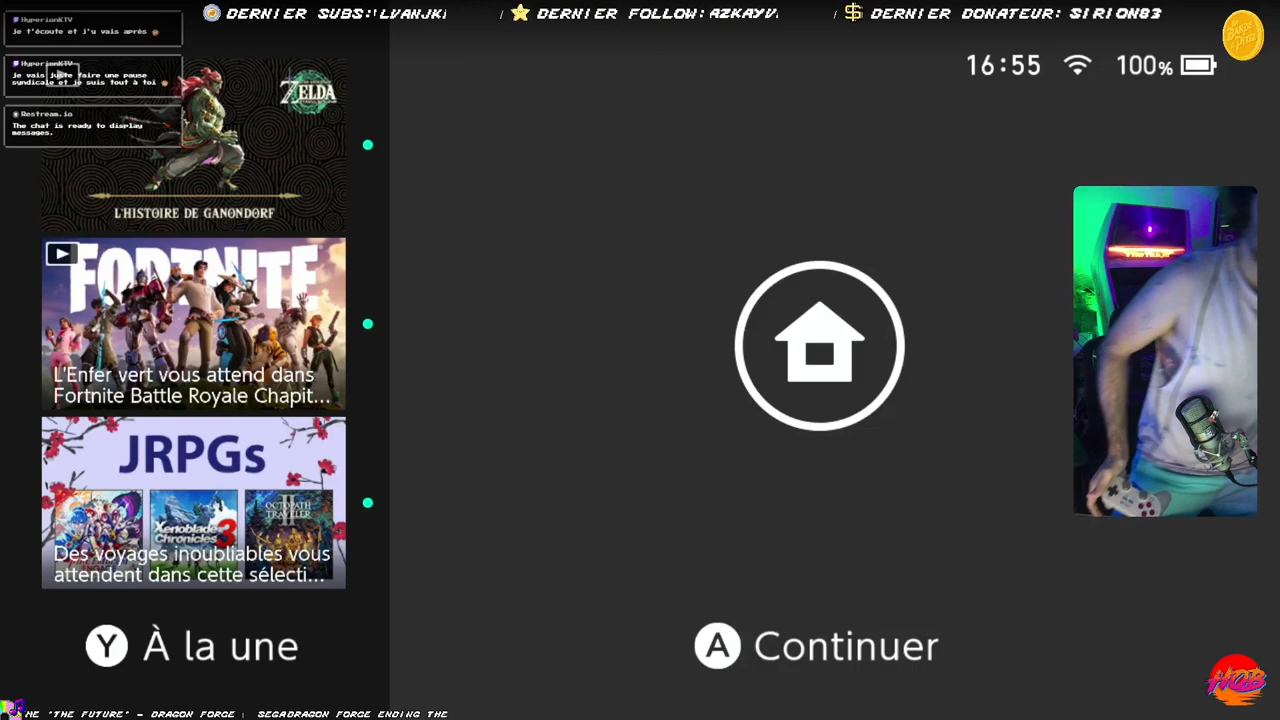 DERNIER SUBS:
DERNIER FOLLOW: AZKAYV
DERNIER DONATEUR: SIRION83
HyperionKTV
je t'écoute et j'y vais après
HyperionKTV
je vais juste faire une pause
syndicale et je suis tout à toi
Restream.io
The chat is ready to display
messages.
16:55
100%
ZELDA
L'HISTOIRE DE GANONDORF
FORTNITE
L'Enfer vert vous attend dans
Fortnite Battle Royale Chapit...
JRPGs
Xenoblade
Chronicles 3
OCTOPATH
TRAVELER
II
Des voyages inoubliables vous
attendent dans cette sélecti...
Y À la une
A Continuer
HOB
ME "THE FUTURE" - DRAGON FORCE : SEGADRAGON FORCE ENDING THE